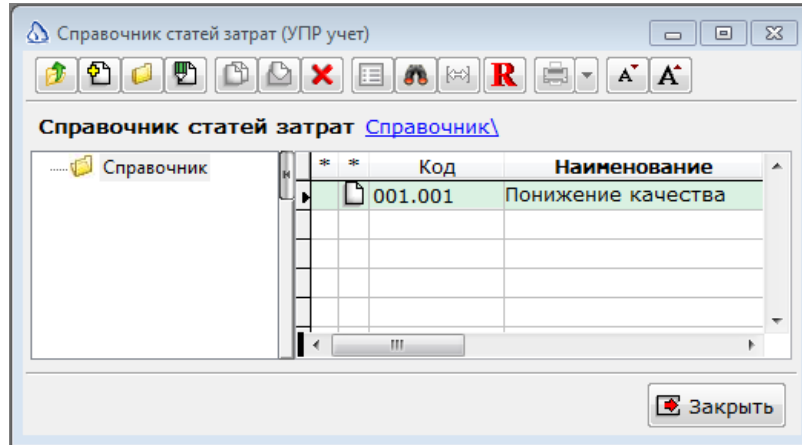 Справочник статей затрат (УПР учет)
R A A
Справочник статей затрат Справочник\
Справочник
* * Код Наименование
001.001 Понижение качества
Закрыть